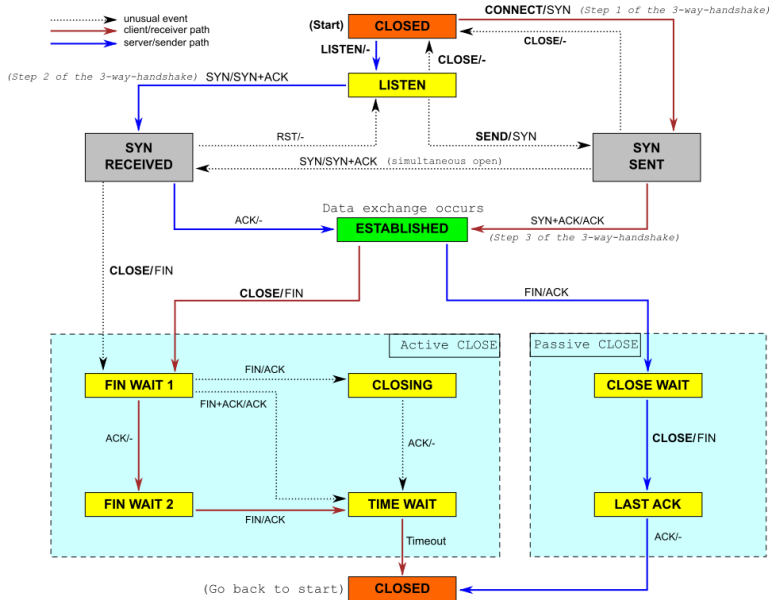 unusual event
client/receiver path
server/sender path
(Start)
CLOSED
CONNECT/SYN
(Step 1 of the 3-way-handshake)
LISTEN/-
CLOSE/-
CLOSE/-
(Step 2 of the 3-way-handshake)
SYN/SYN+ACK
LISTEN
RST/-
SEND/SYN
SYN
RECEIVED
SYN
SENT
SYN/SYN+ACK
(simultaneous open)
Data exchange occurs
ACK/-
ESTABLISHED
SYN+ACK/ACK
(Step 3 of the 3-way-handshake)
CLOSE/FIN
CLOSE/FIN
FIN/ACK
Active CLOSE
Passive CLOSE
FIN WAIT 1
FIN/ACK
CLOSING
CLOSE WAIT
FIN+ACK/ACK
ACK/-
ACK/-
CLOSE/FIN
FIN WAIT 2
FIN/ACK
TIME WAIT
LAST ACK
Timeout
ACK/-
(Go back to start)
CLOSED